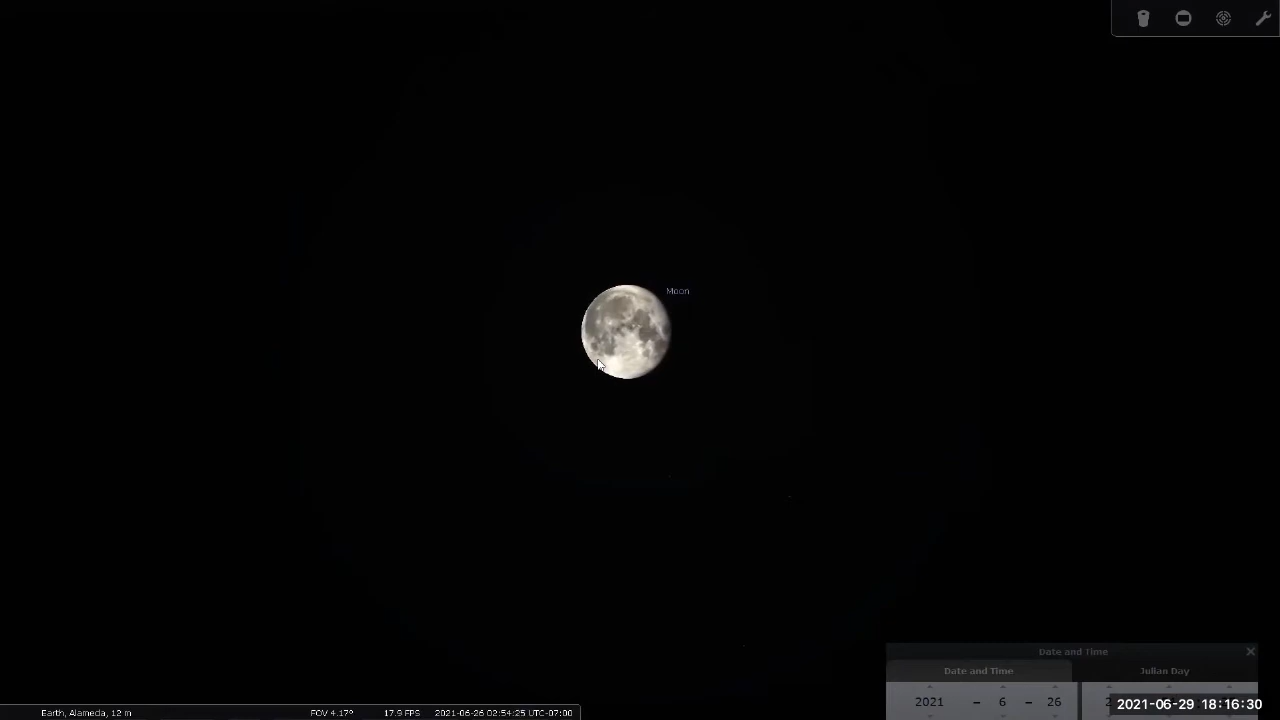 Moon
Date and Time
Date and Time
Julian Day
2021 – 6 – 26
2021-06-29 18:16:30
Earth, Alameda, 12 m
FOV 4.17°
17.9 FPS
2021-06-26 02:54:25 UTC-07:00